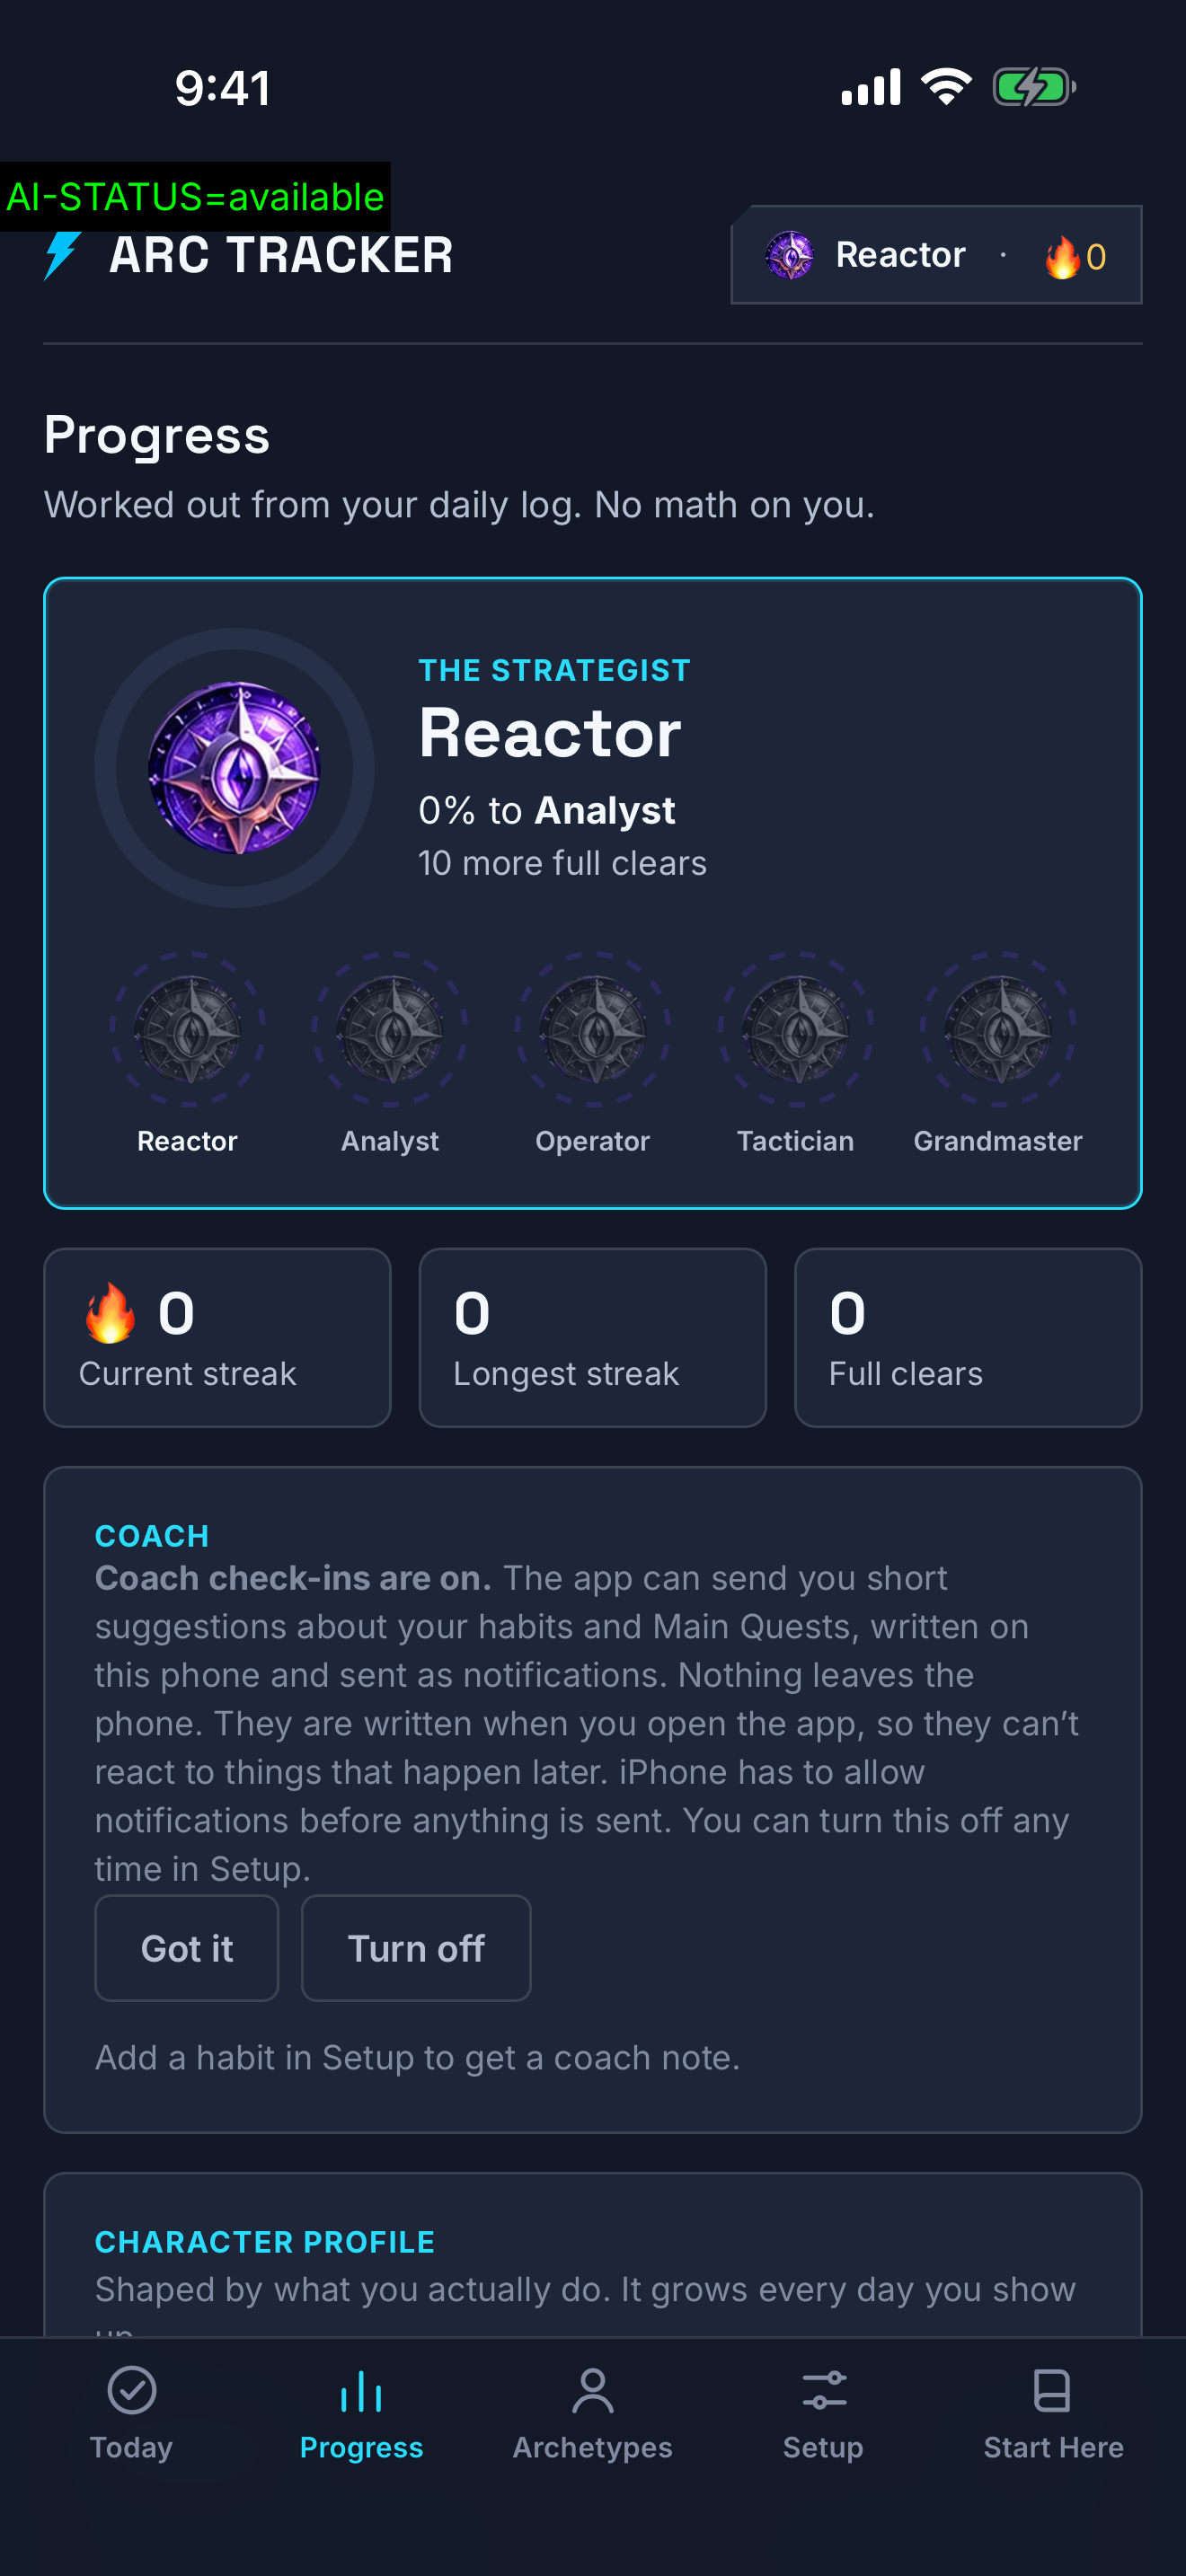 9:41
AI-STATUS=available
ARC TRACKER
Reactor · 🔥0
Progress
Worked out from your daily log. No math on you.
THE STRATEGIST
Reactor
0% to Analyst
10 more full clears
Reactor
Analyst
Operator
Tactician
Grandmaster
🔥 0
Current streak
0
Longest streak
0
Full clears
COACH
Coach check-ins are on. The app can send you short
suggestions about your habits and Main Quests, written on
this phone and sent as notifications. Nothing leaves the
phone. They are written when you open the app, so they can’t
react to things that happen later. iPhone has to allow
notifications before anything is sent. You can turn this off any
time in Setup.
Got it
Turn off
Add a habit in Setup to get a coach note.
CHARACTER PROFILE
Shaped by what you actually do. It grows every day you show
Today
Progress
Archetypes
Setup
Start Here